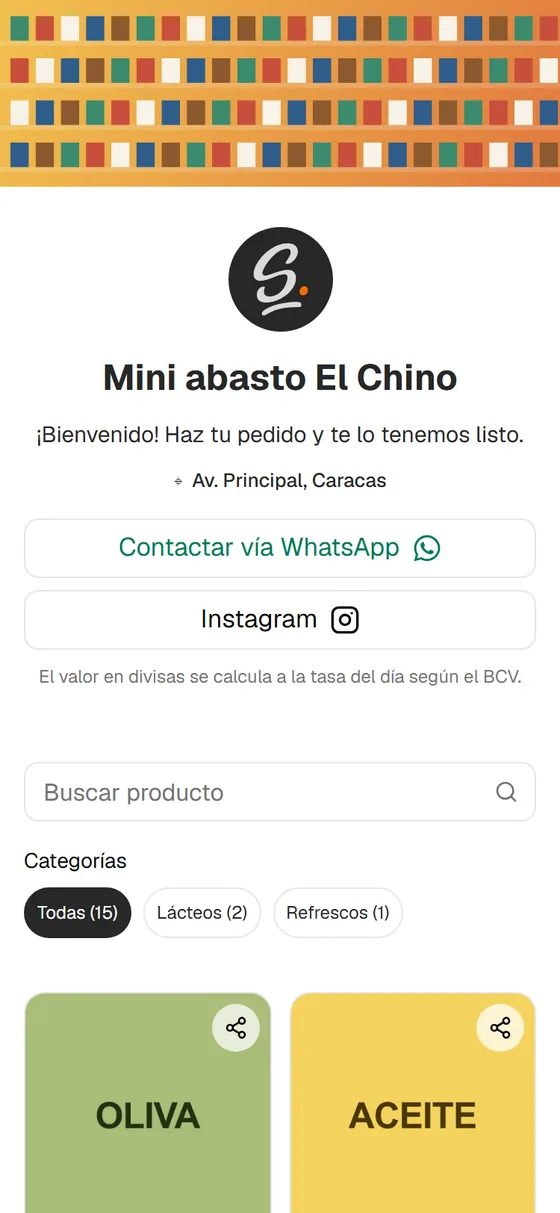 S.
Mini abasto El Chino
¡Bienvenido! Haz tu pedido y te lo tenemos listo.
Av. Principal, Caracas
Contactar vía WhatsApp
Instagram
El valor en divisas se calcula a la tasa del día según el BCV.
Buscar producto
Categorías
Todas (15) Lácteos (2) Refrescos (1)
OLIVA ACEITE